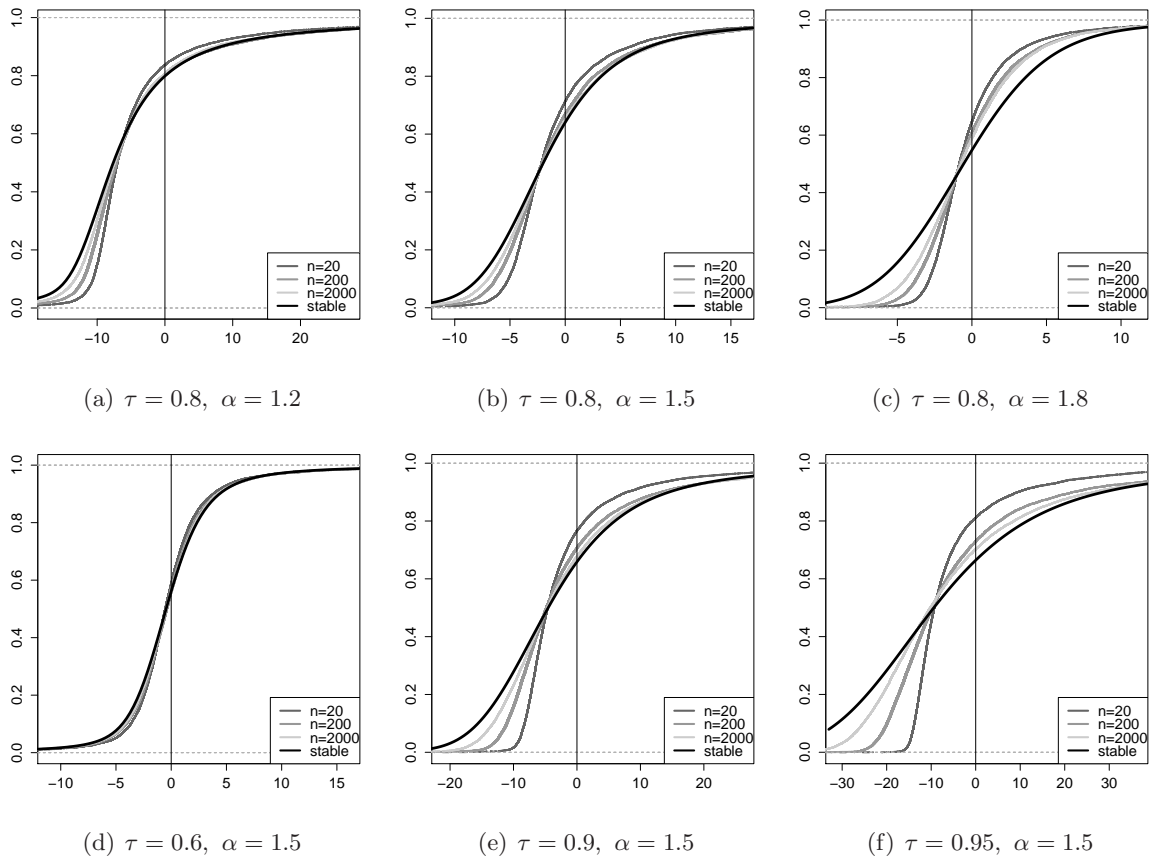 0.0 0.2 0.4 0.6 0.8 1.0
−10 0 10 20
n=20
n=200
n=2000
stable
(a) τ = 0.8, α = 1.2
0.0 0.2 0.4 0.6 0.8 1.0
−10 −5 0 5 10 15
n=20
n=200
n=2000
stable
(b) τ = 0.8, α = 1.5
0.0 0.2 0.4 0.6 0.8 1.0
−5 0 5 10
n=20
n=200
n=2000
stable
(c) τ = 0.8, α = 1.8
0.0 0.2 0.4 0.6 0.8 1.0
−10 −5 0 5 10 15
n=20
n=200
n=2000
stable
(d) τ = 0.6, α = 1.5
0.0 0.2 0.4 0.6 0.8 1.0
−20 −10 0 10 20
n=20
n=200
n=2000
stable
(e) τ = 0.9, α = 1.5
0.0 0.2 0.4 0.6 0.8 1.0
−30 −20 −10 0 10 20 30
n=20
n=200
n=2000
stable
(f) τ = 0.95, α = 1.5